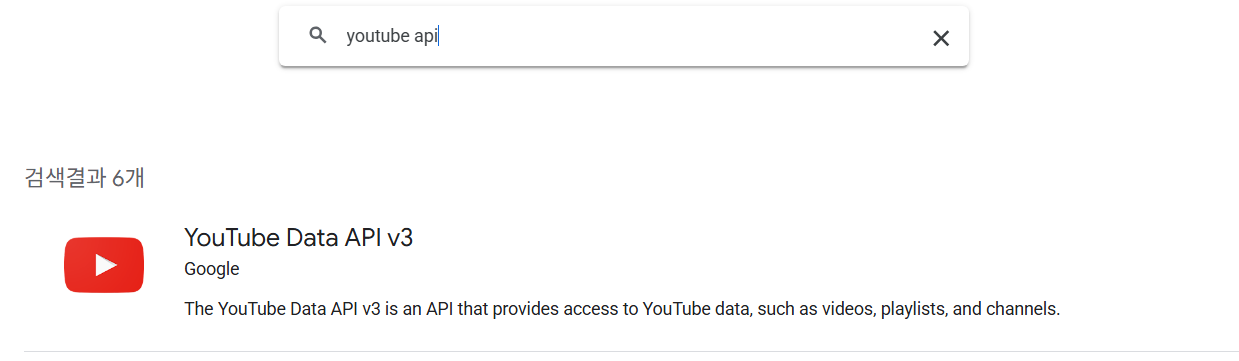 youtube api
검색결과 6개
YouTube Data API v3
Google
The YouTube Data API v3 is an API that provides access to YouTube data, such as videos, playlists, and channels.